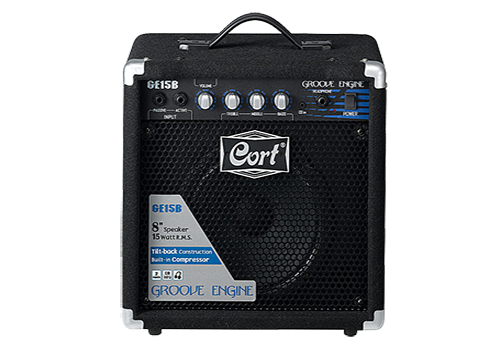 GE15B
VOLUME
GROOVE ENGINE
HEADPHONE
PASSIVE ACTIVE
TREBLE MIDDLE BASS
INPUT
POWER
Cort®
GE15B
8" Speaker
15 Watt R.M.S.
Tilt-back Construction
Built-in Compressor
GROOVE ENGINE